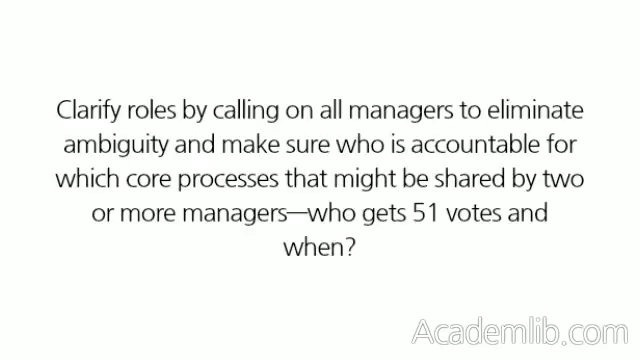 Clarify roles by calling on all managers to eliminate
ambiguity and make sure who is accountable for
which core processes that might be shared by two
or more managers—who gets 51 votes and
when?
Academlib.com